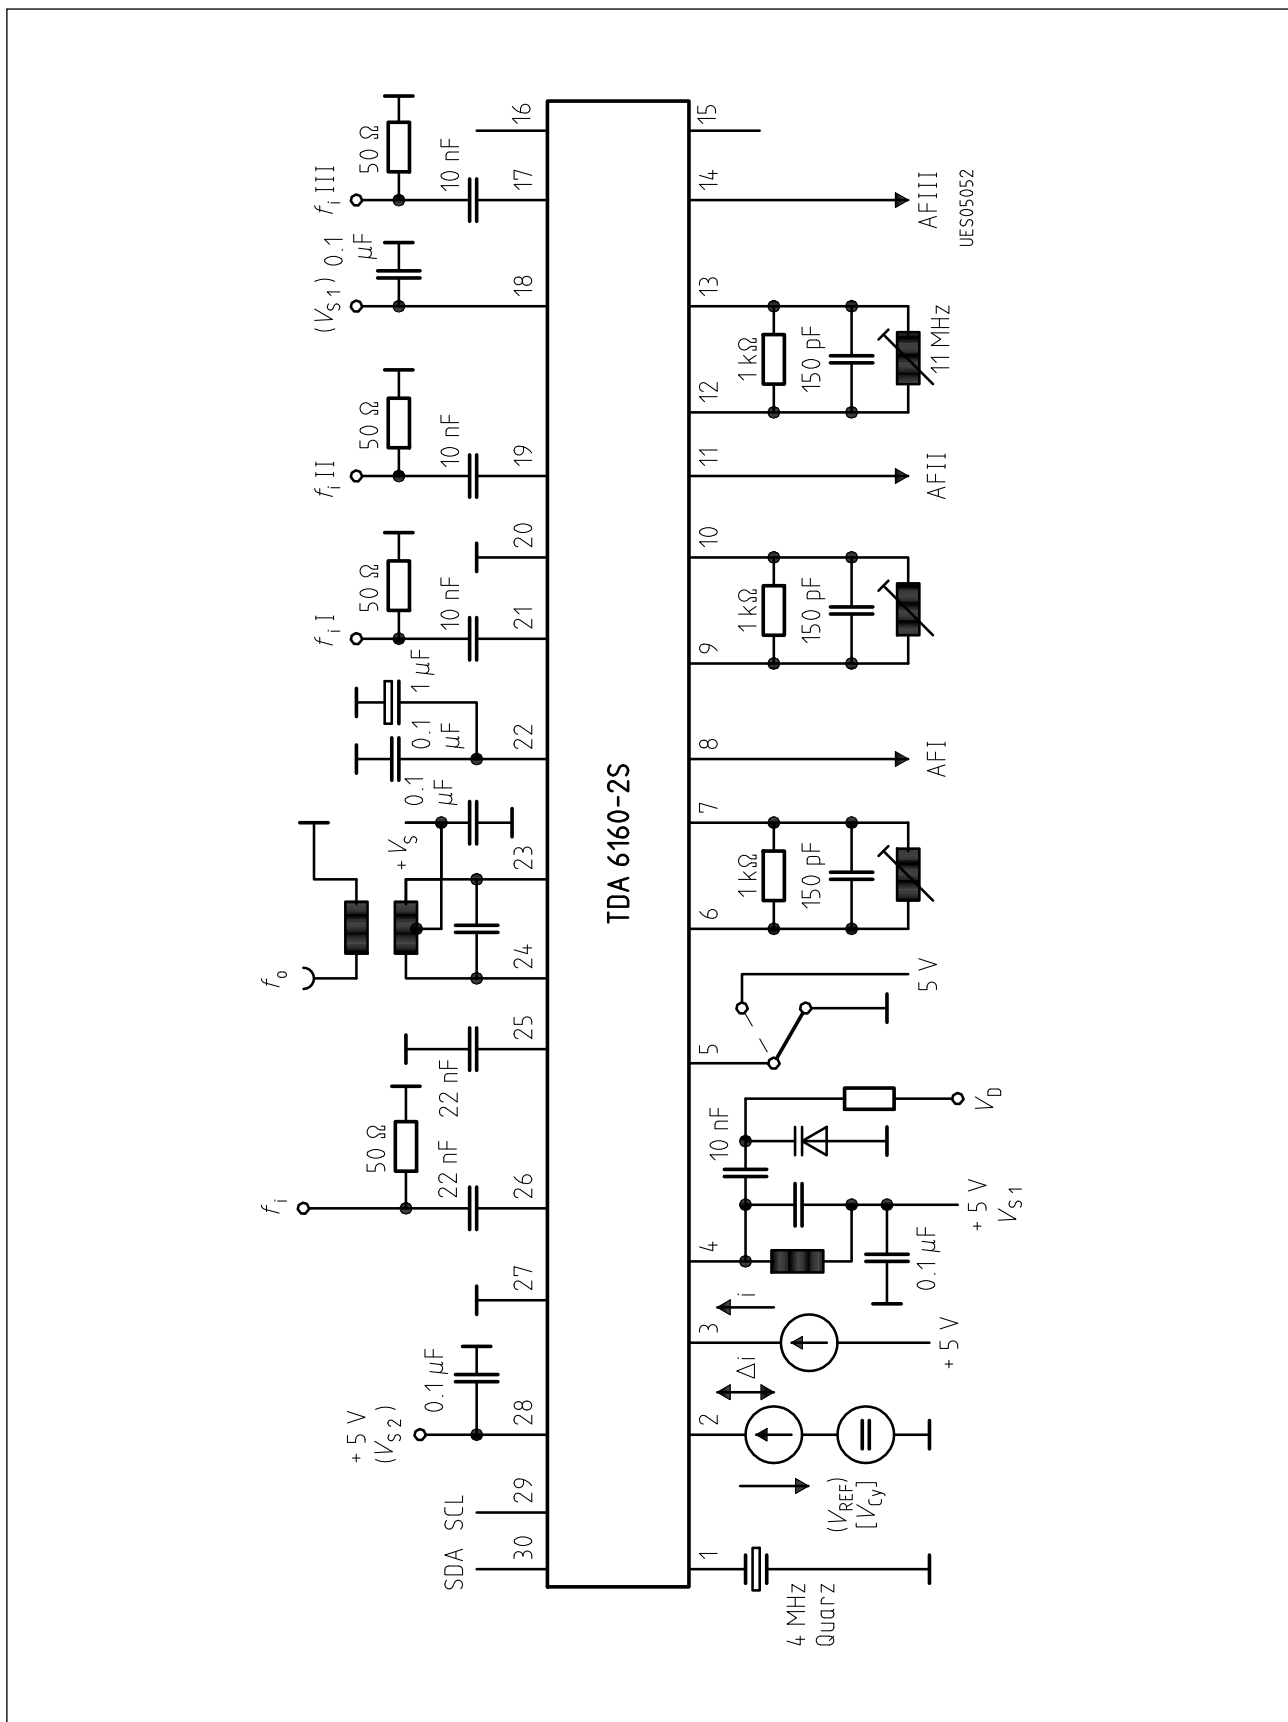 SDA
SCL
+ 5 V
(V_S2)
0.1 µF
f_i
50 Ω
22 nF
22 nF
f_o
+ V_S
0.1
µF
0.1
µF
1 µF
f_i I
50 Ω
10 nF
f_i II
50 Ω
10 nF
(V_S1)
0.1
µF
f_i III
50 Ω
10 nF
30
29
28
27
26
25
24
23
22
21
20
19
18
17
16
TDA 6160-2S
1
2
3
4
5
6
7
8
9
10
11
12
13
14
15
4 MHz
Quarz
(V_REF)
[V_Cy]
Δi
i
+ 5 V
0.1 µF
+ 5 V
V_S1
10 nF
V_D
5 V
1 kΩ
150 pF
AFI
1 kΩ
150 pF
AFII
1 kΩ
150 pF
11 MHz
AFIII
UES05052